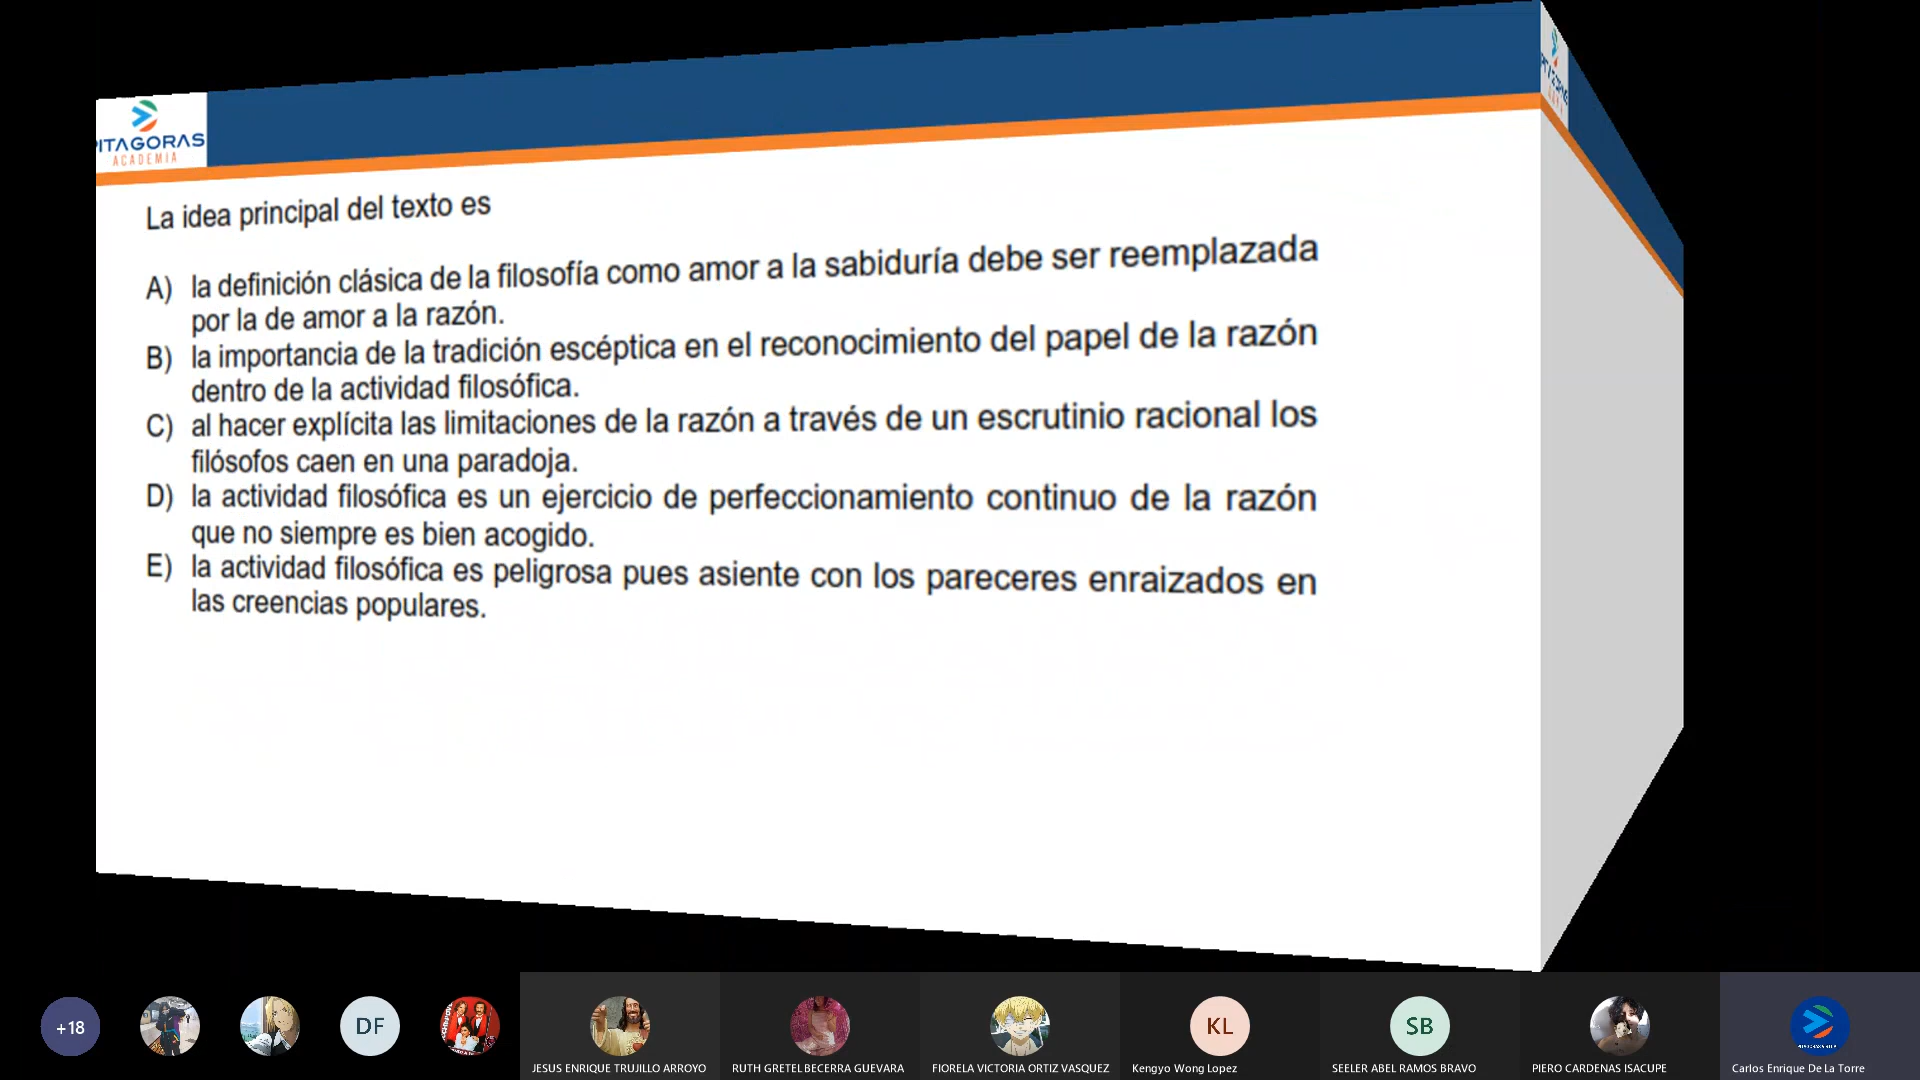 ITAGORAS
ACADEMIA
La idea principal del texto es
A) la definición clásica de la filosofía como amor a la sabiduría debe ser reemplazada
por la de amor a la razón.
B) la importancia de la tradición escéptica en el reconocimiento del papel de la razón
dentro de la actividad filosófica.
C) al hacer explícita las limitaciones de la razón a través de un escrutinio racional los
filósofos caen en una paradoja.
D) la actividad filosófica es un ejercicio de perfeccionamiento continuo de la razón
que no siempre es bien acogido.
E) la actividad filosófica es peligrosa pues asiente con los pareceres enraizados en
las creencias populares.
+18
DF
KL
SB
JESUS ENRIQUE TRUJILLO ARROYO
RUTH GRETEL BECERRA GUEVARA
FIORELA VICTORIA ORTIZ VASQUEZ
Kengyo Wong Lopez
SEELER ABEL RAMOS BRAVO
PIERO CARDENAS ISACUPE
Carlos Enrique De La Torre